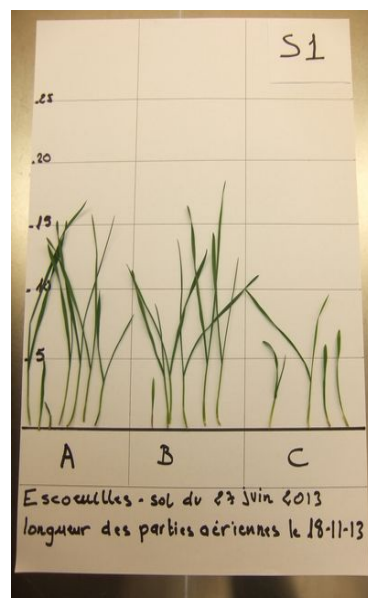 S1
.25
.20
.15
.10
.5
A B C
Escoeuilles - sol du 27 juin 2013
longueur des parties aériennes le 18-11-13